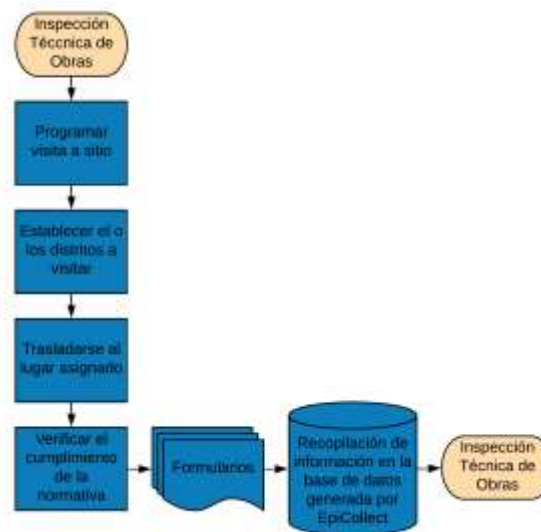 Inspección
Téccnica de
Obras
Programar
visita a sitio
Establecer el o
los distritos a
visitar
Trasladarse al
lugar asignado
Verificar el
cumplimiento
de la
normativa
Formularios
Recopilación de
información en la
base de datos
generada por
EpiCollect
Inspección
Técnica de
Obras